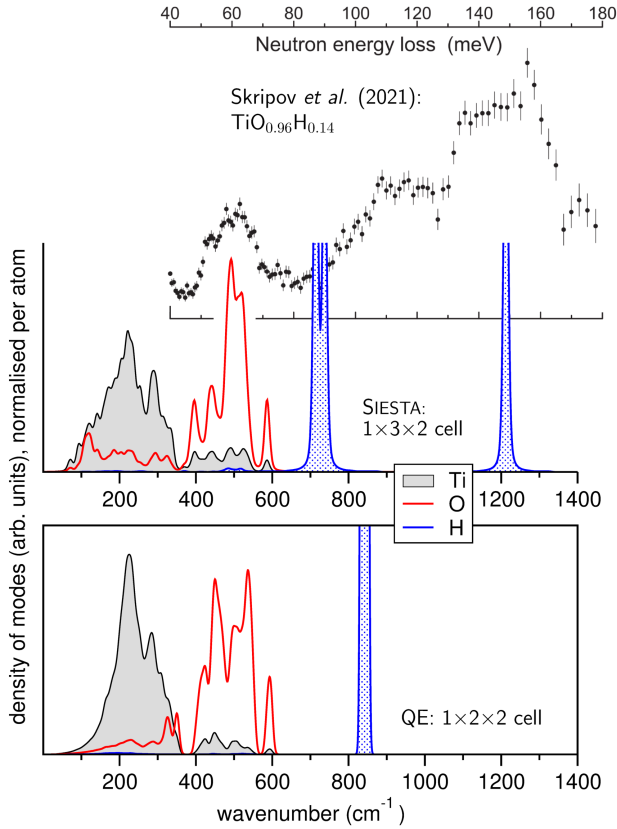 40 60 80 100 120 140 160 180
Neutron energy loss (meV)
Skripov et al. (2021):
TiO0.96H0.14
SIESTA:
1×3×2 cell
200 400 600 800 1000 1200 1400
Ti
O
H
QE: 1×2×2 cell
200 400 600 800 1000 1200 1400
wavenumber (cm-1)
density of modes (arb. units), normalised per atom